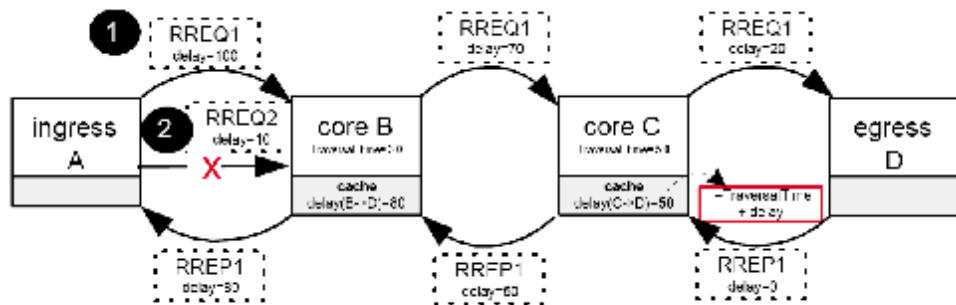 1
RREQ1
delay=100
RREQ1
delay=70
RREQ1
delay=20
2
RREQ2
delay=10
ingress
A
core B
traversal time=30
core C
traversal time=50
egress
D
X
cache
delay(B->D)=80
cache
delay(C->D)=50
TraversalTime
+ delay
RREP1
delay=80
RREP1
delay=50
RREP1
delay=0